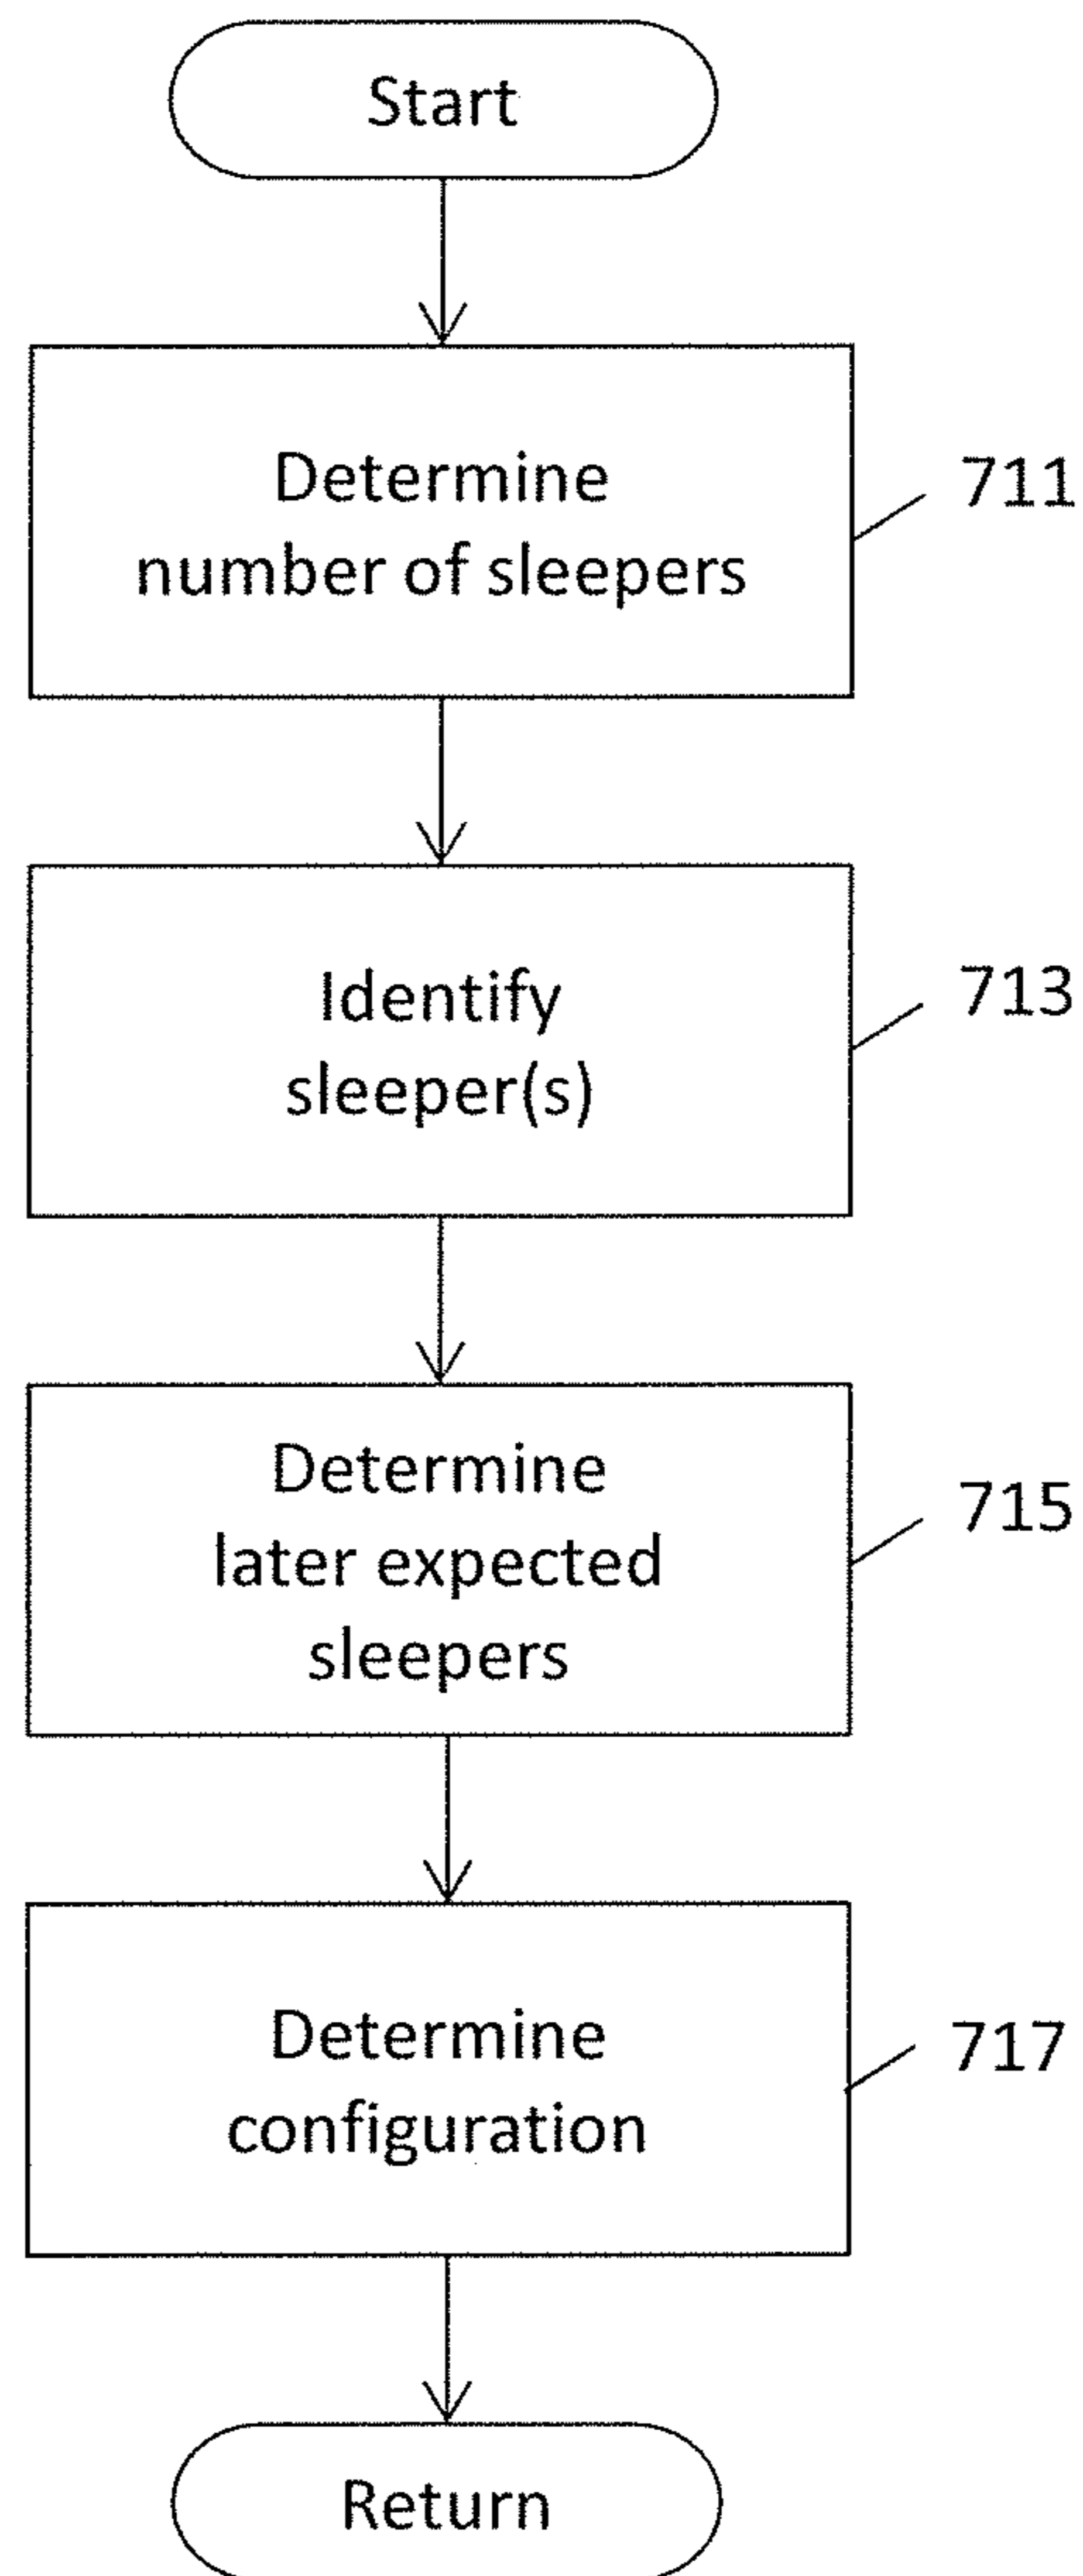 Start
Determine
number of sleepers
711
Identify
sleeper(s)
713
Determine
later expected
sleepers
715
Determine
configuration
717
Return